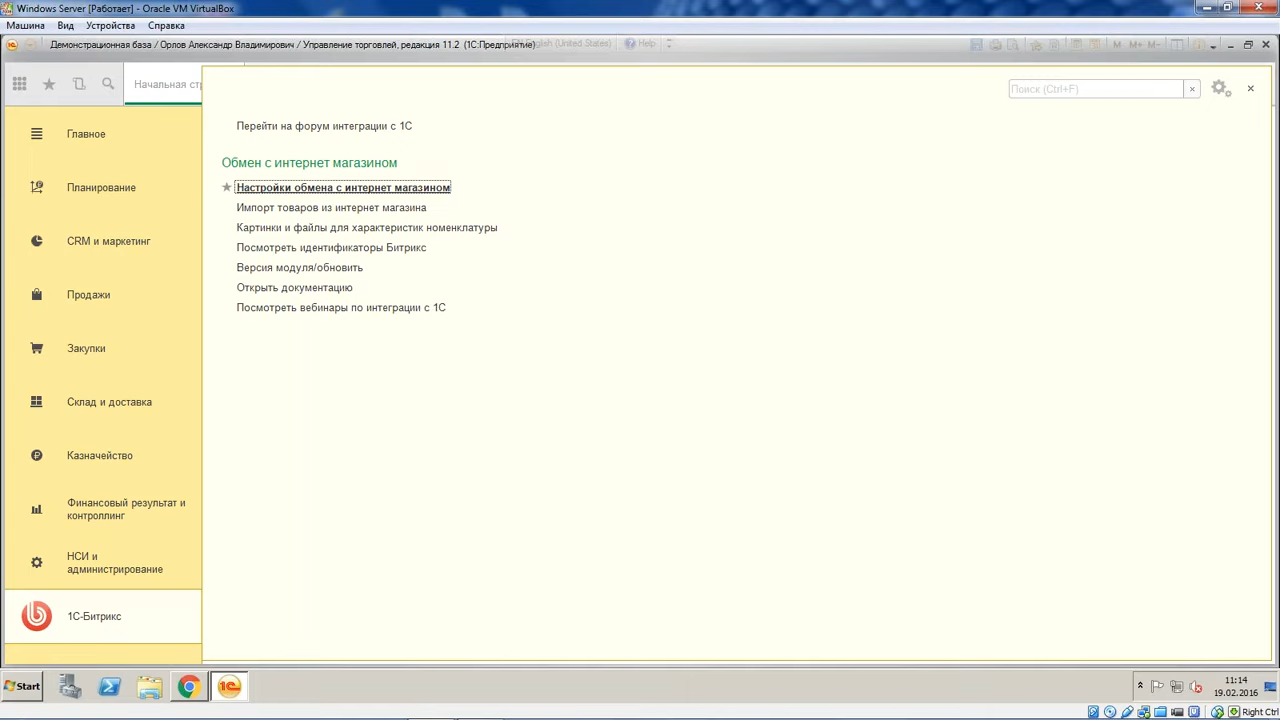 Windows Server [Работает] - Oracle VM VirtualBox
Машина Вид Устройства Справка
Демонстрационная база / Орлов Александр Владимирович / Управление торговлей, редакция 11.2 (1С:Предприятие)
English (United States) Help
M M+ M-
Начальная стр
Поиск (Ctrl+F)
Перейти на форум интеграции с 1С
Главное
Обмен с интернет магазином
Планирование
Настройки обмена с интернет магазином
Импорт товаров из интернет магазина
Картинки и файлы для характеристик номенклатуры
CRM и маркетинг
Посмотреть идентификаторы Битрикс
Версия модуля/обновить
Открыть документацию
Продажи
Посмотреть вебинары по интеграции с 1С
Закупки
Склад и доставка
Казначейство
Финансовый результат и
контроллинг
НСИ и
администрирование
1С-Битрикс
Start
11:14
19.02.2016
Right Ctrl